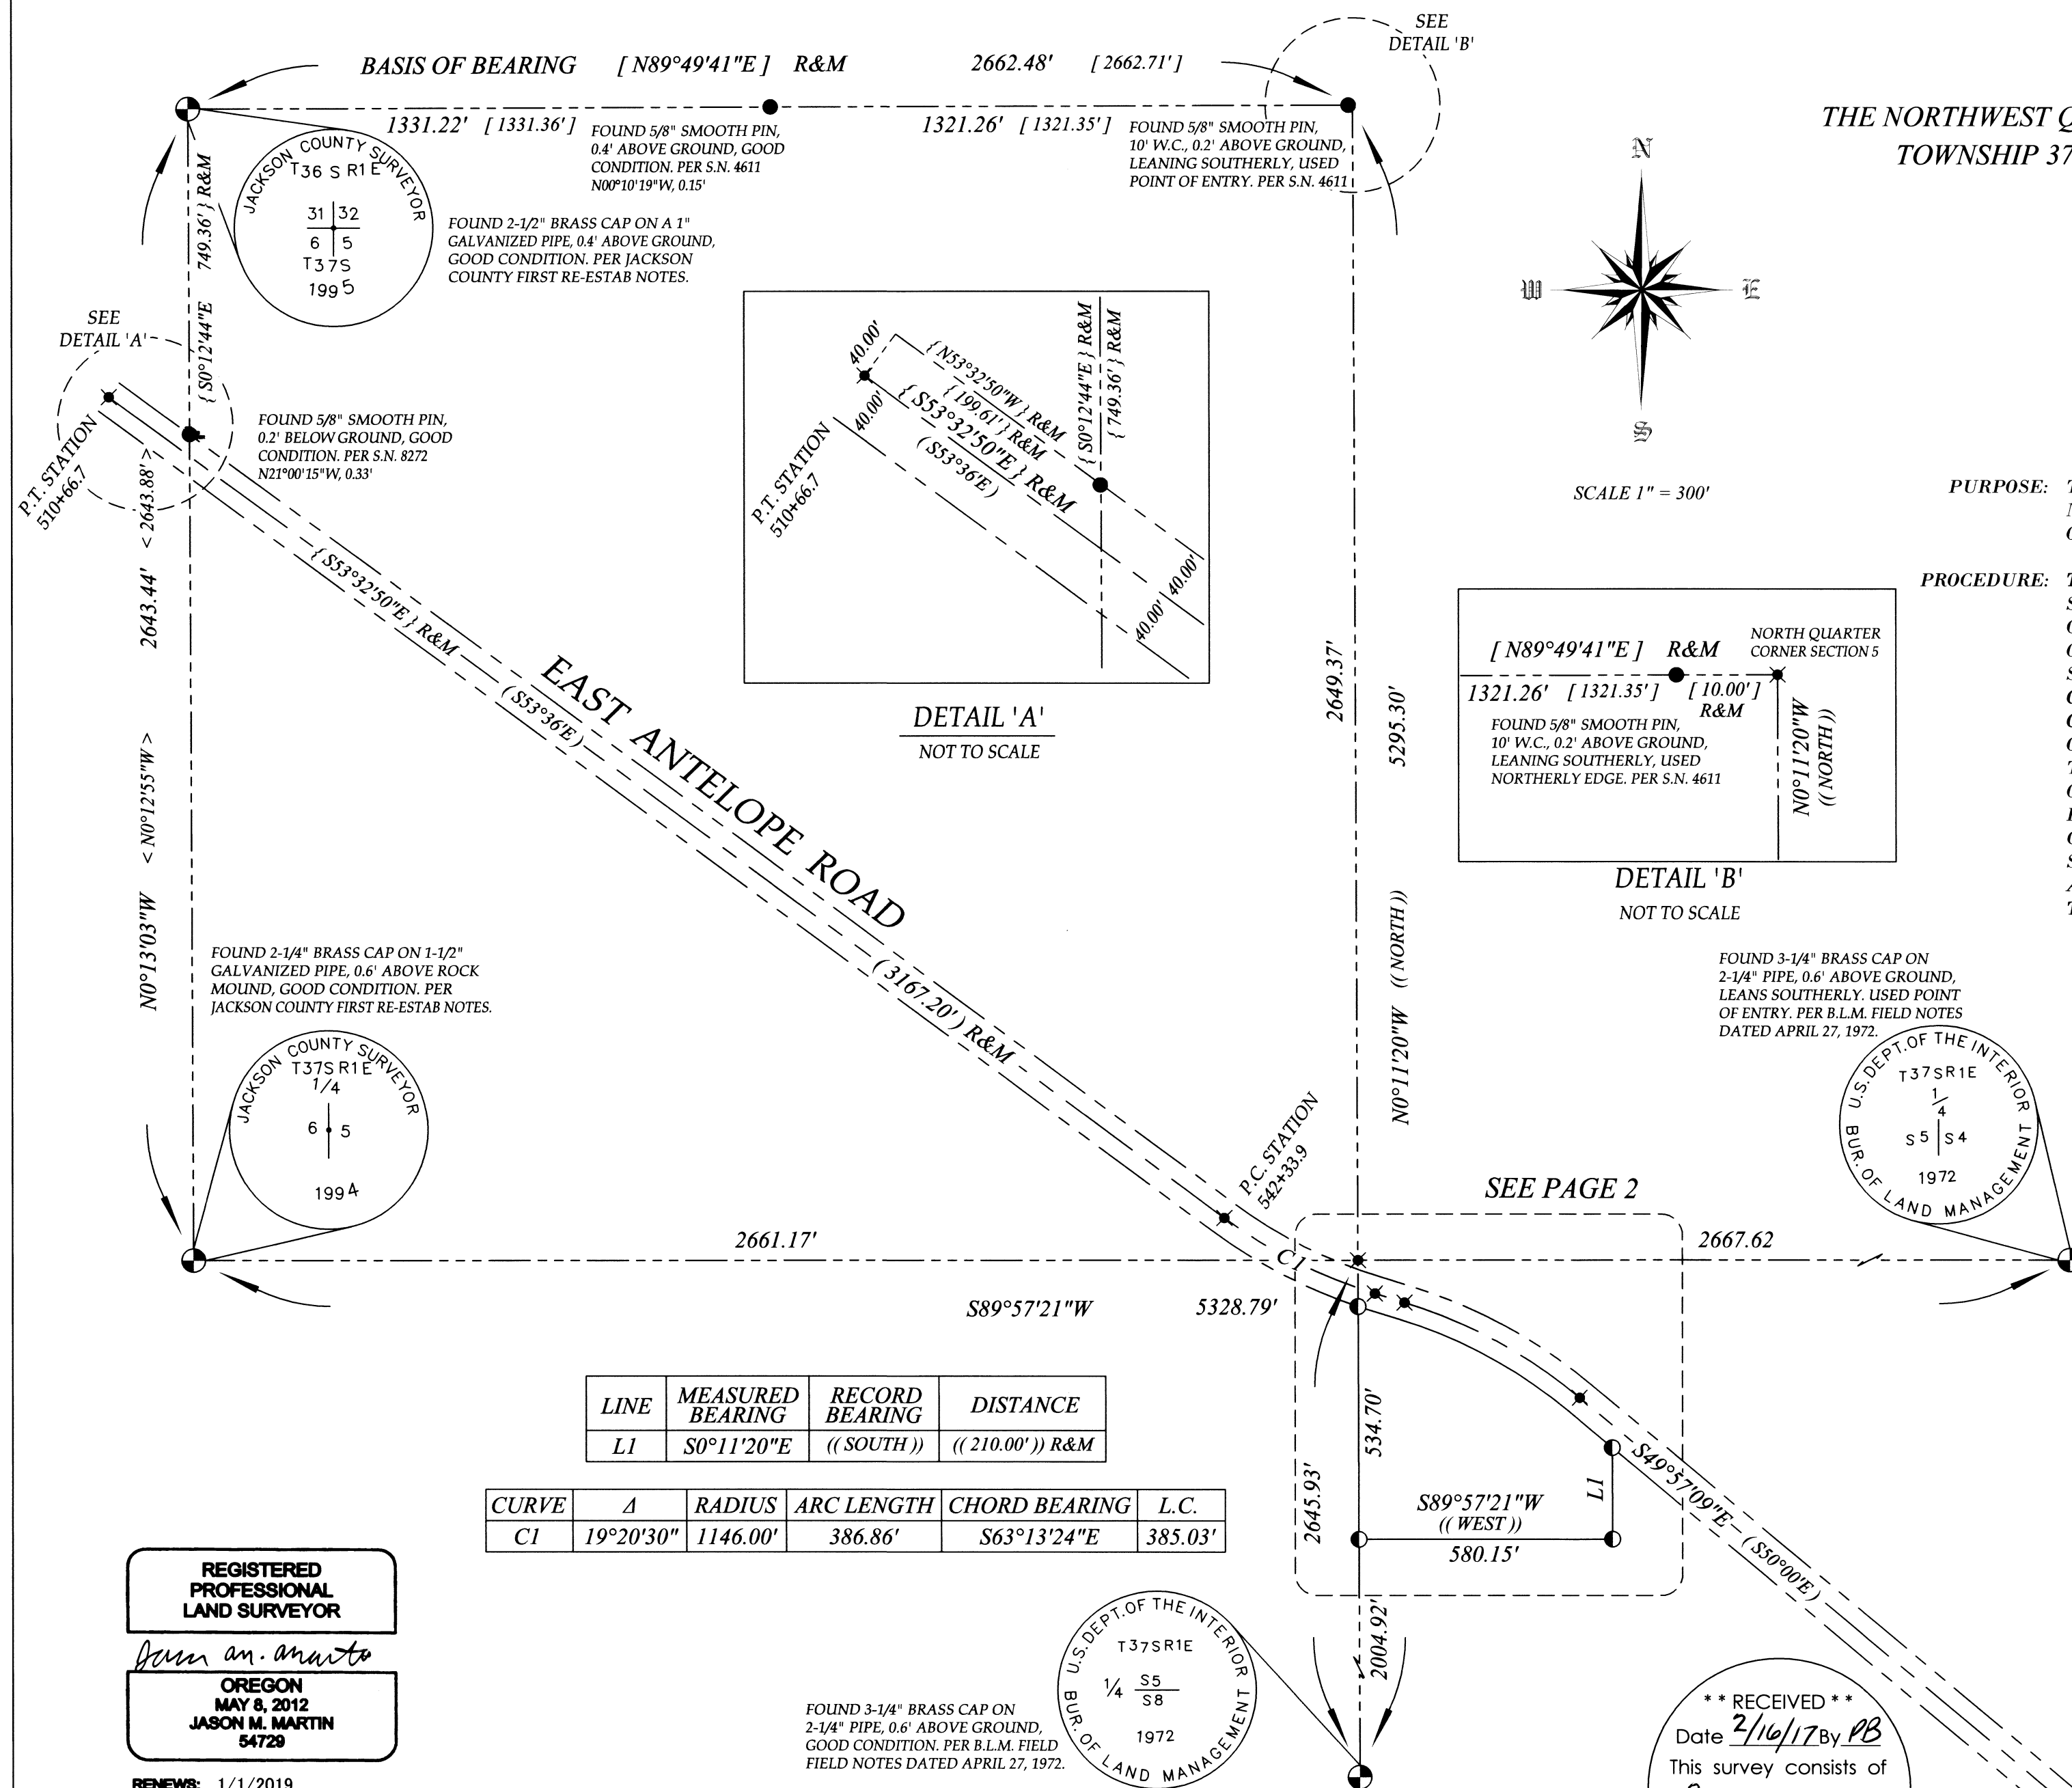 SEE
DETAIL 'B'
BASIS OF BEARING [ N89°49'41"E ] R&M 2662.48' [ 2662.71' ]
1331.22' [ 1331.36' ]
FOUND 5/8" SMOOTH PIN,
0.4' ABOVE GROUND, GOOD
CONDITION. PER S.N. 4611
N00°10'19"W, 0.15'
1321.26' [ 1321.35' ]
FOUND 5/8" SMOOTH PIN,
10' W.C., 0.2' ABOVE GROUND,
LEANING SOUTHERLY, USED
POINT OF ENTRY. PER S.N. 4611
THE NORTHWEST Q
TOWNSHIP 37
JACKSON COUNTY SURVEYOR
T36 S R1E
31 32
6 5
T37S
1995
FOUND 2-1/2" BRASS CAP ON A 1"
GALVANIZED PIPE, 0.4' ABOVE GROUND,
GOOD CONDITION. PER JACKSON
COUNTY FIRST RE-ESTAB NOTES.
{ S0°12'44"E 749.36' } R&M
SEE
DETAIL 'A'
P.T. STATION
510+66.7
FOUND 5/8" SMOOTH PIN,
0.2' BELOW GROUND, GOOD
CONDITION. PER S.N. 8272
N21°00'15"W, 0.33'
40.00'
{ N53°32'50"W } R&M
{ 199.61' } R&M
{ S53°32'50"E } R&M
( S53°36'E )
40.00'
P.T. STATION
510+66.7
{ S0°12'44"E } R&M
{ 749.36' } R&M
40.00'
40.00'
DETAIL 'A'
NOT TO SCALE
N
W
E
S
SCALE 1" = 300'
PURPOSE: T
PROCEDURE: T
[ N89°49'41"E ] R&M
NORTH QUARTER
CORNER SECTION 5
1321.26' [ 1321.35' ] [ 10.00' ]
R&M
FOUND 5/8" SMOOTH PIN,
10' W.C., 0.2' ABOVE GROUND,
LEANING SOUTHERLY, USED
NORTHERLY EDGE. PER S.N. 4611
N0°11'20"W
(( NORTH ))
DETAIL 'B'
NOT TO SCALE
N0°13'03"W < N0°12'55"W > 2643.44' < 2643.88' >
{ S53°32'50"E } R&M
( S53°36'E )
EAST ANTELOPE ROAD
( 3167.20' ) R&M
2649.37'
N0°11'20"W (( NORTH )) 5295.30'
FOUND 2-1/4" BRASS CAP ON 1-1/2"
GALVANIZED PIPE, 0.6' ABOVE ROCK
MOUND, GOOD CONDITION. PER
JACKSON COUNTY FIRST RE-ESTAB NOTES.
JACKSON COUNTY SURVEYOR
T37S R1E
1/4
6 5
1994
FOUND 3-1/4" BRASS CAP ON
2-1/4" PIPE, 0.6' ABOVE GROUND,
LEANS SOUTHERLY. USED POINT
OF ENTRY. PER B.L.M. FIELD NOTES
DATED APRIL 27, 1972.
U.S. DEPT. OF THE INTERIOR
T37SR1E
1/4
S5 S4
1972
BUR. OF LAND MANAGEMENT
P.C. STATION
542+33.9
SEE PAGE 2
2661.17'
2667.62
C1
S89°57'21"W 5328.79'
LINE MEASURED BEARING RECORD BEARING DISTANCE
L1 S0°11'20"E (( SOUTH )) (( 210.00' )) R&M
CURVE Δ RADIUS ARC LENGTH CHORD BEARING L.C.
C1 19°20'30" 1146.00' 386.86' S63°13'24"E 385.03'
2645.93'
534.70'
S89°57'21"W
(( WEST ))
580.15'
L1
S49°57'09"E ( S50°00'E )
2004.92'
REGISTERED
PROFESSIONAL
LAND SURVEYOR
OREGON
MAY 8, 2012
JASON M. MARTIN
54729
RENEWS: 1/1/2019
FOUND 3-1/4" BRASS CAP ON
2-1/4" PIPE, 0.6' ABOVE GROUND,
GOOD CONDITION. PER B.L.M. FIELD
FIELD NOTES DATED APRIL 27, 1972.
U.S. DEPT. OF THE INTERIOR
T37SR1E
1/4 S5
S8
1972
BUR. OF LAND MANAGEMENT
* * RECEIVED * *
Date 2/16/17 By PB
This survey consists of